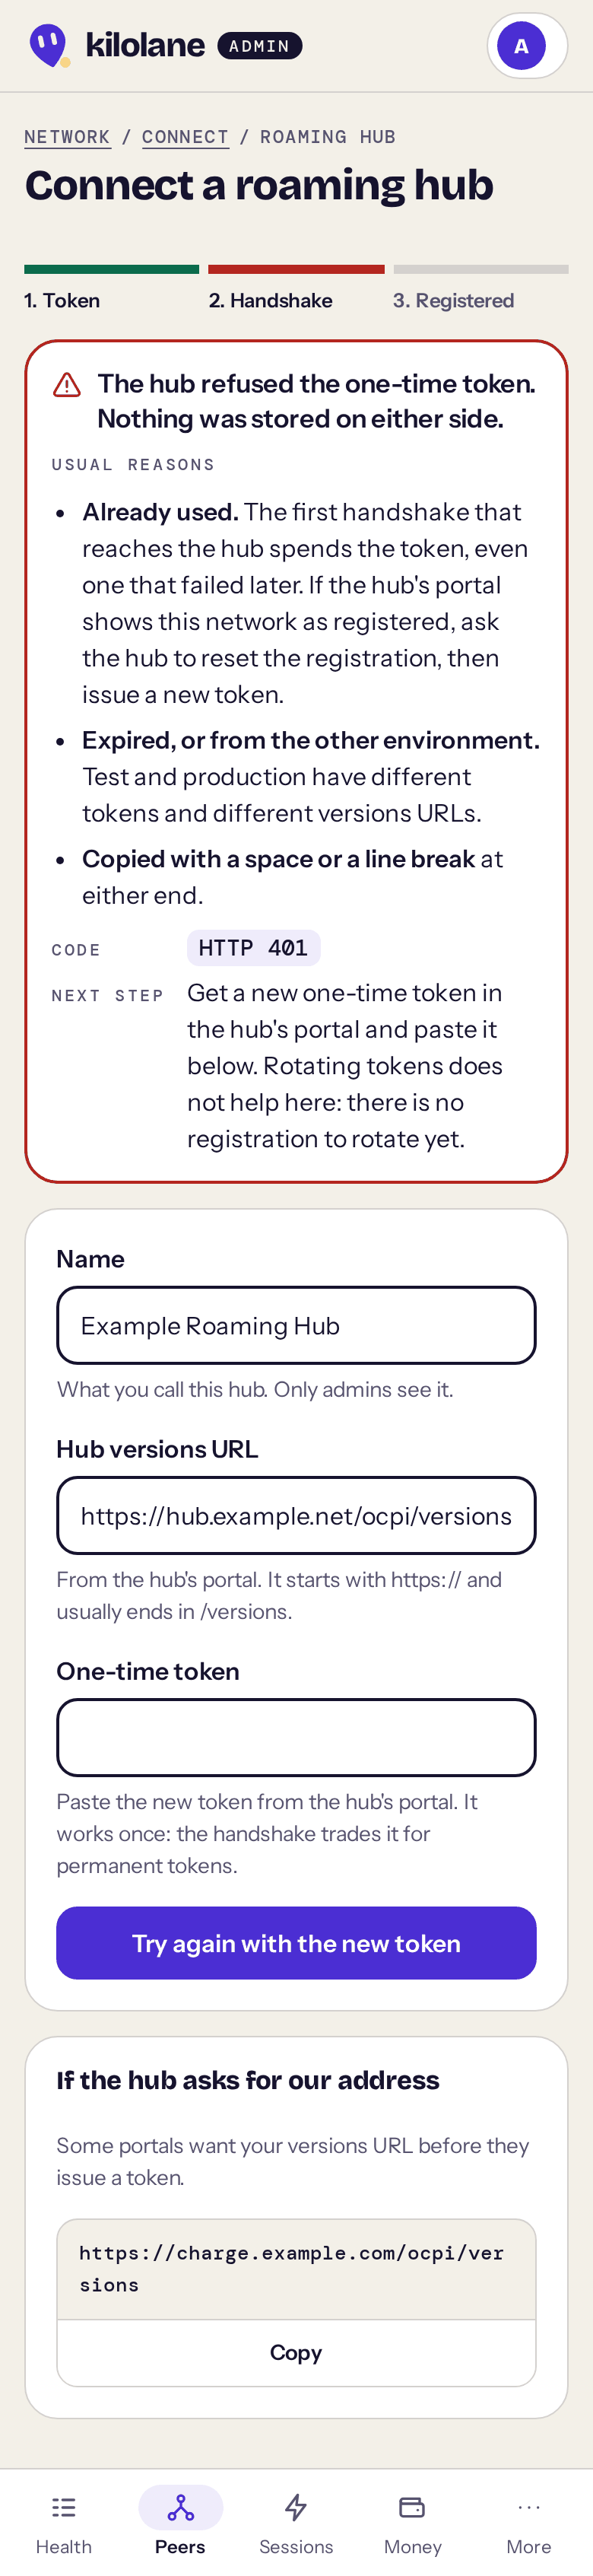 kilolane ADMIN A
NETWORK / CONNECT / ROAMING HUB
Connect a roaming hub
1. Token 2. Handshake 3. Registered
The hub refused the one-time token.
Nothing was stored on either side.
USUAL REASONS
• Already used. The first handshake that
reaches the hub spends the token, even
one that failed later. If the hub's portal
shows this network as registered, ask
the hub to reset the registration, then
issue a new token.
• Expired, or from the other environment.
Test and production have different
tokens and different versions URLs.
• Copied with a space or a line break at
either end.
CODE HTTP 401
NEXT STEP Get a new one-time token in
the hub's portal and paste it
below. Rotating tokens does
not help here: there is no
registration to rotate yet.
Name
Example Roaming Hub
What you call this hub. Only admins see it.
Hub versions URL
https://hub.example.net/ocpi/versions
From the hub's portal. It starts with https:// and
usually ends in /versions.
One-time token
Paste the new token from the hub's portal. It
works once: the handshake trades it for
permanent tokens.
Try again with the new token
If the hub asks for our address
Some portals want your versions URL before they
issue a token.
https://charge.example.com/ocpi/ver
sions
Copy
Health Peers Sessions Money More